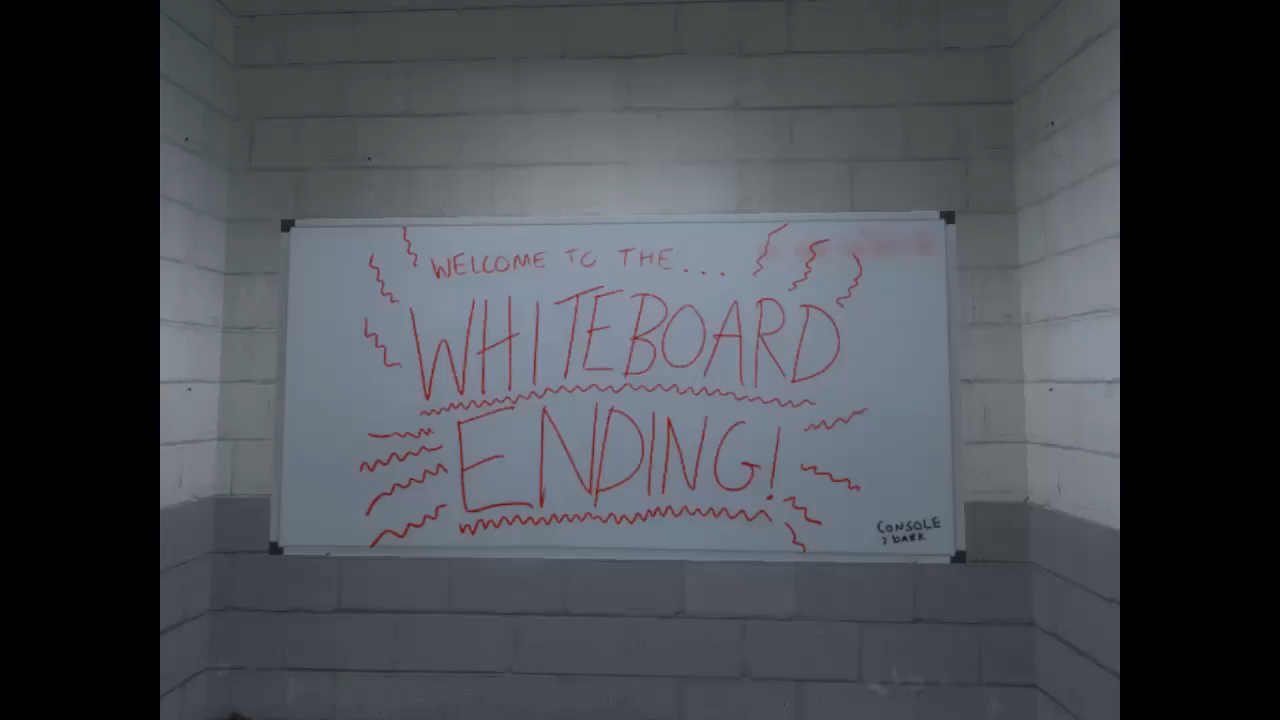 WELCOME TO THE...
WHITEBOARD
ENDING!
CONSOLE
> BARK